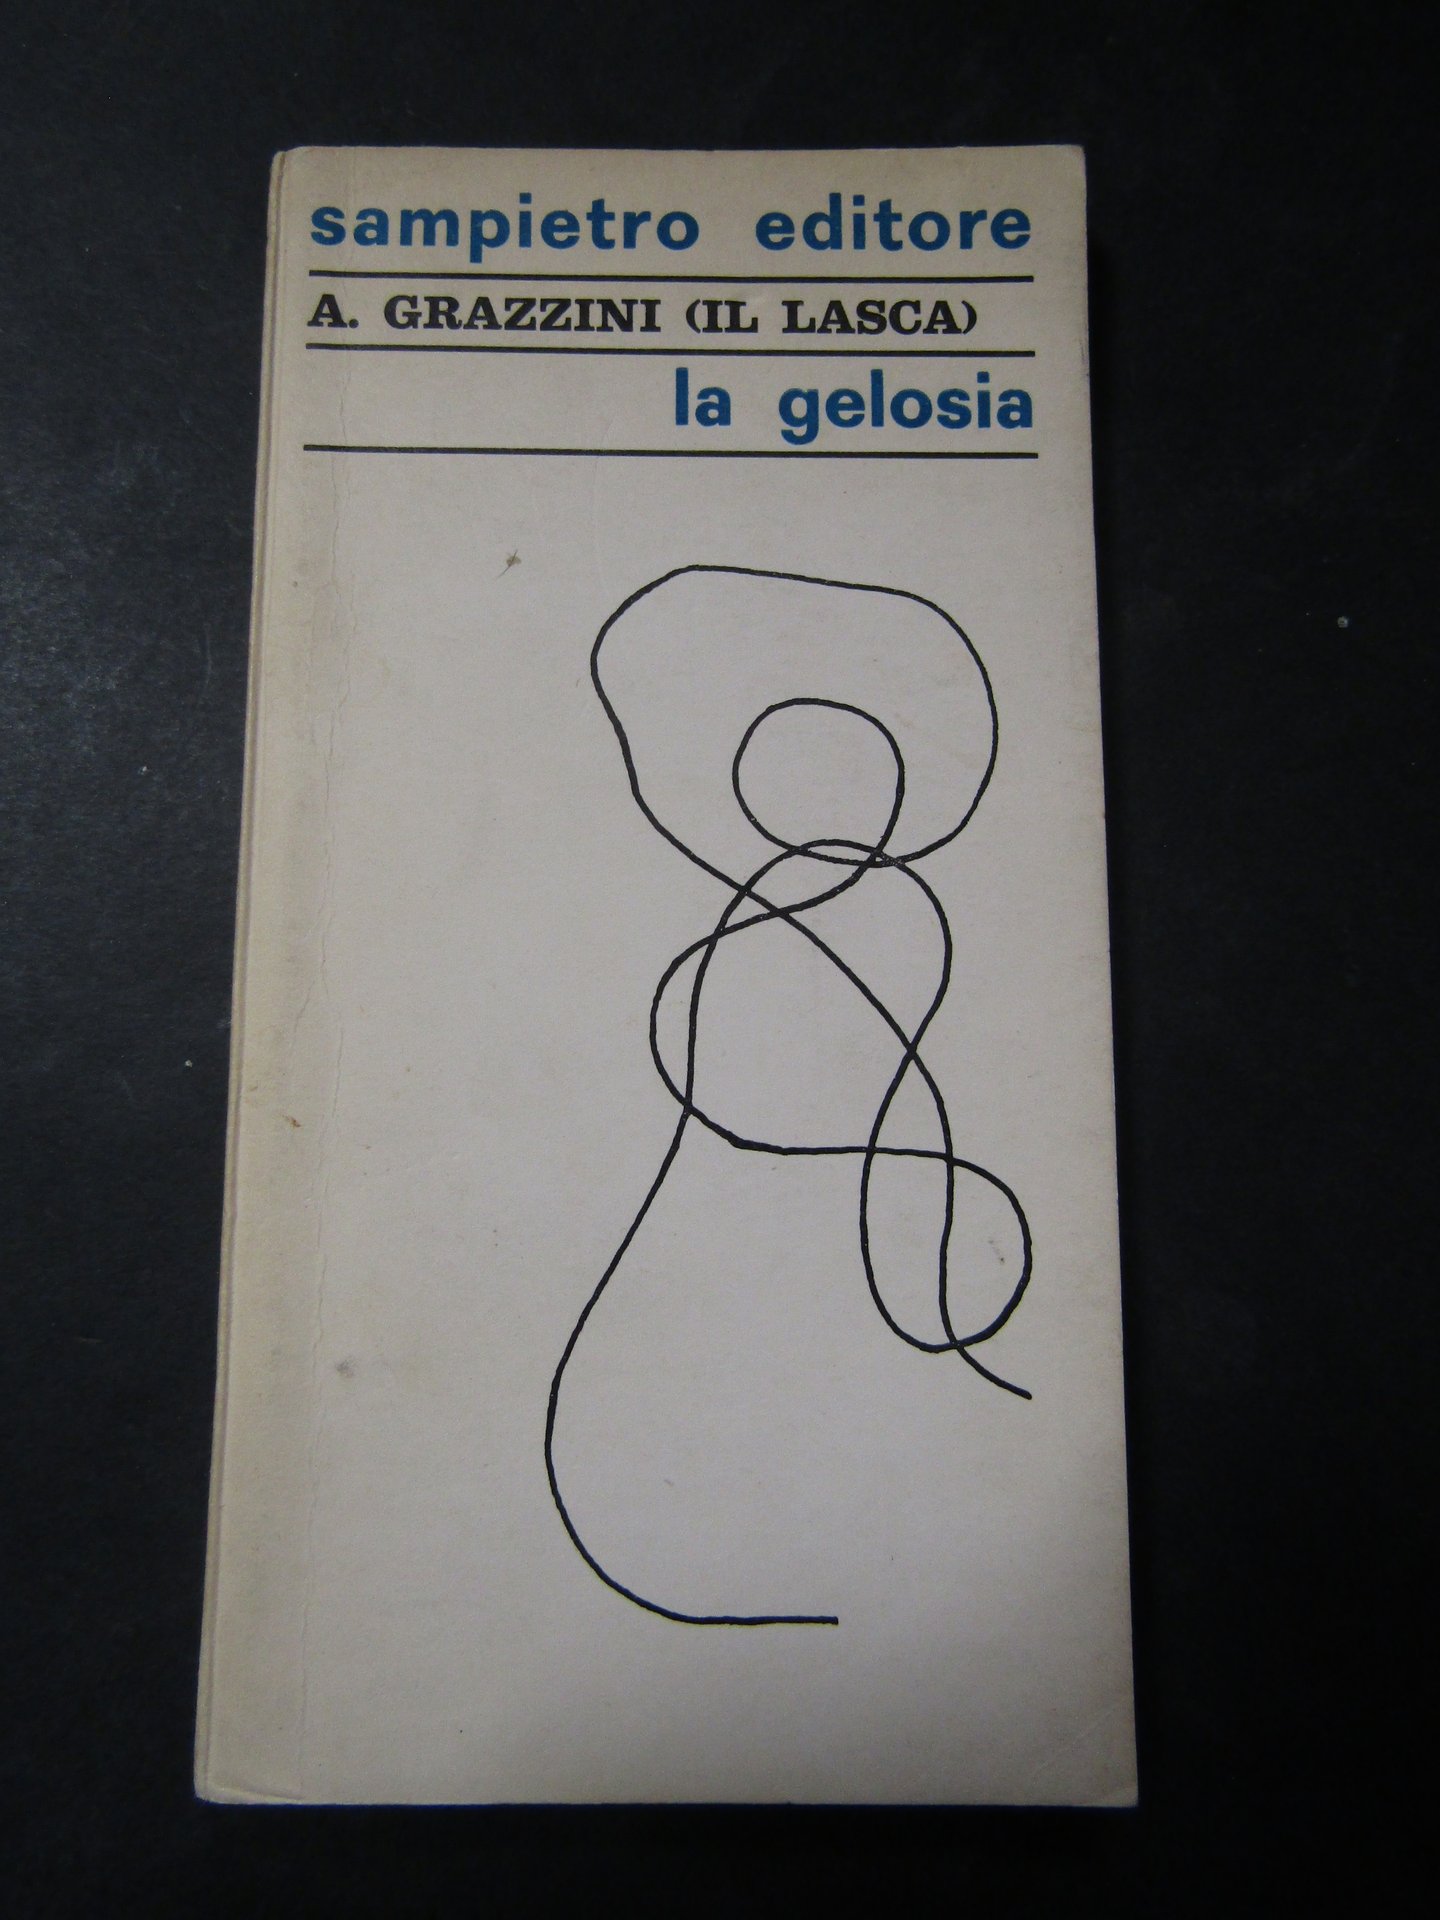 sampietro editore
A. GRAZZINI (IL LASCA)
la gelosia